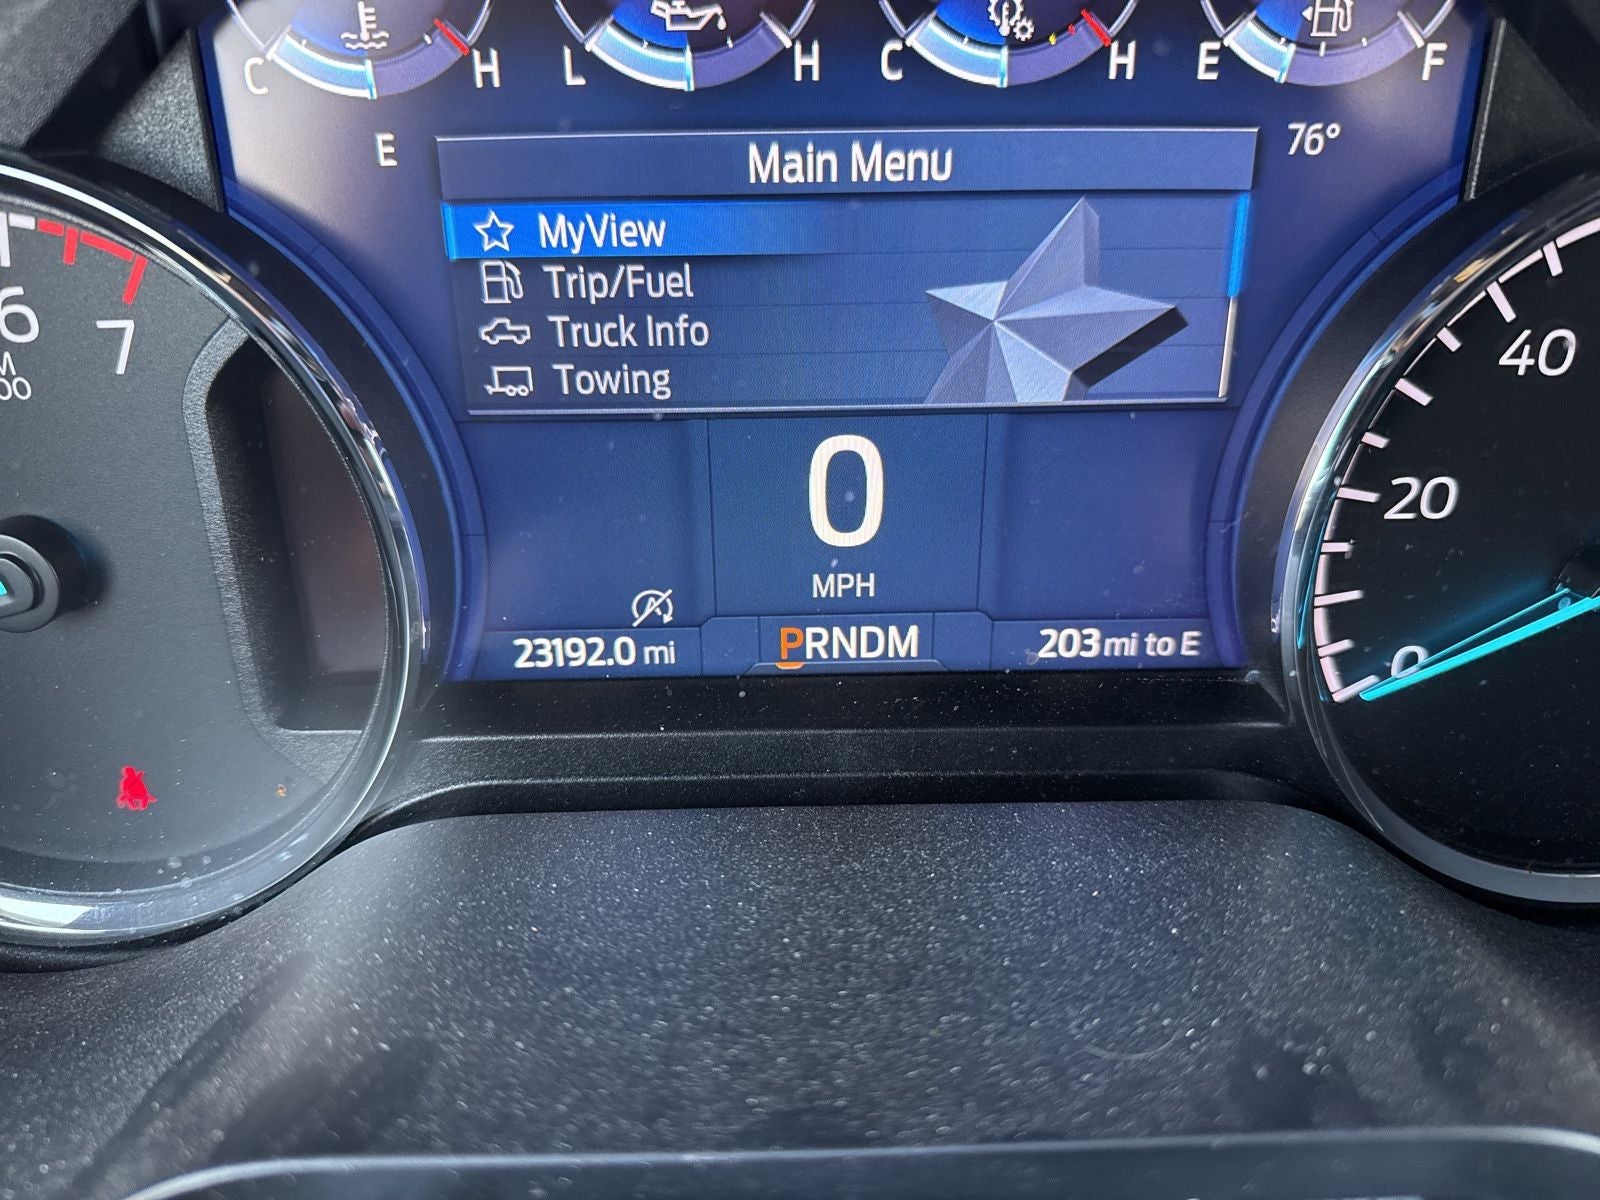 C H L H C H E F
E 76°
Main Menu
MyView
Trip/Fuel
Truck Info
Towing
6
7
40
20
0
0
MPH
23192.0 mi
PRNDM
203 mi to E